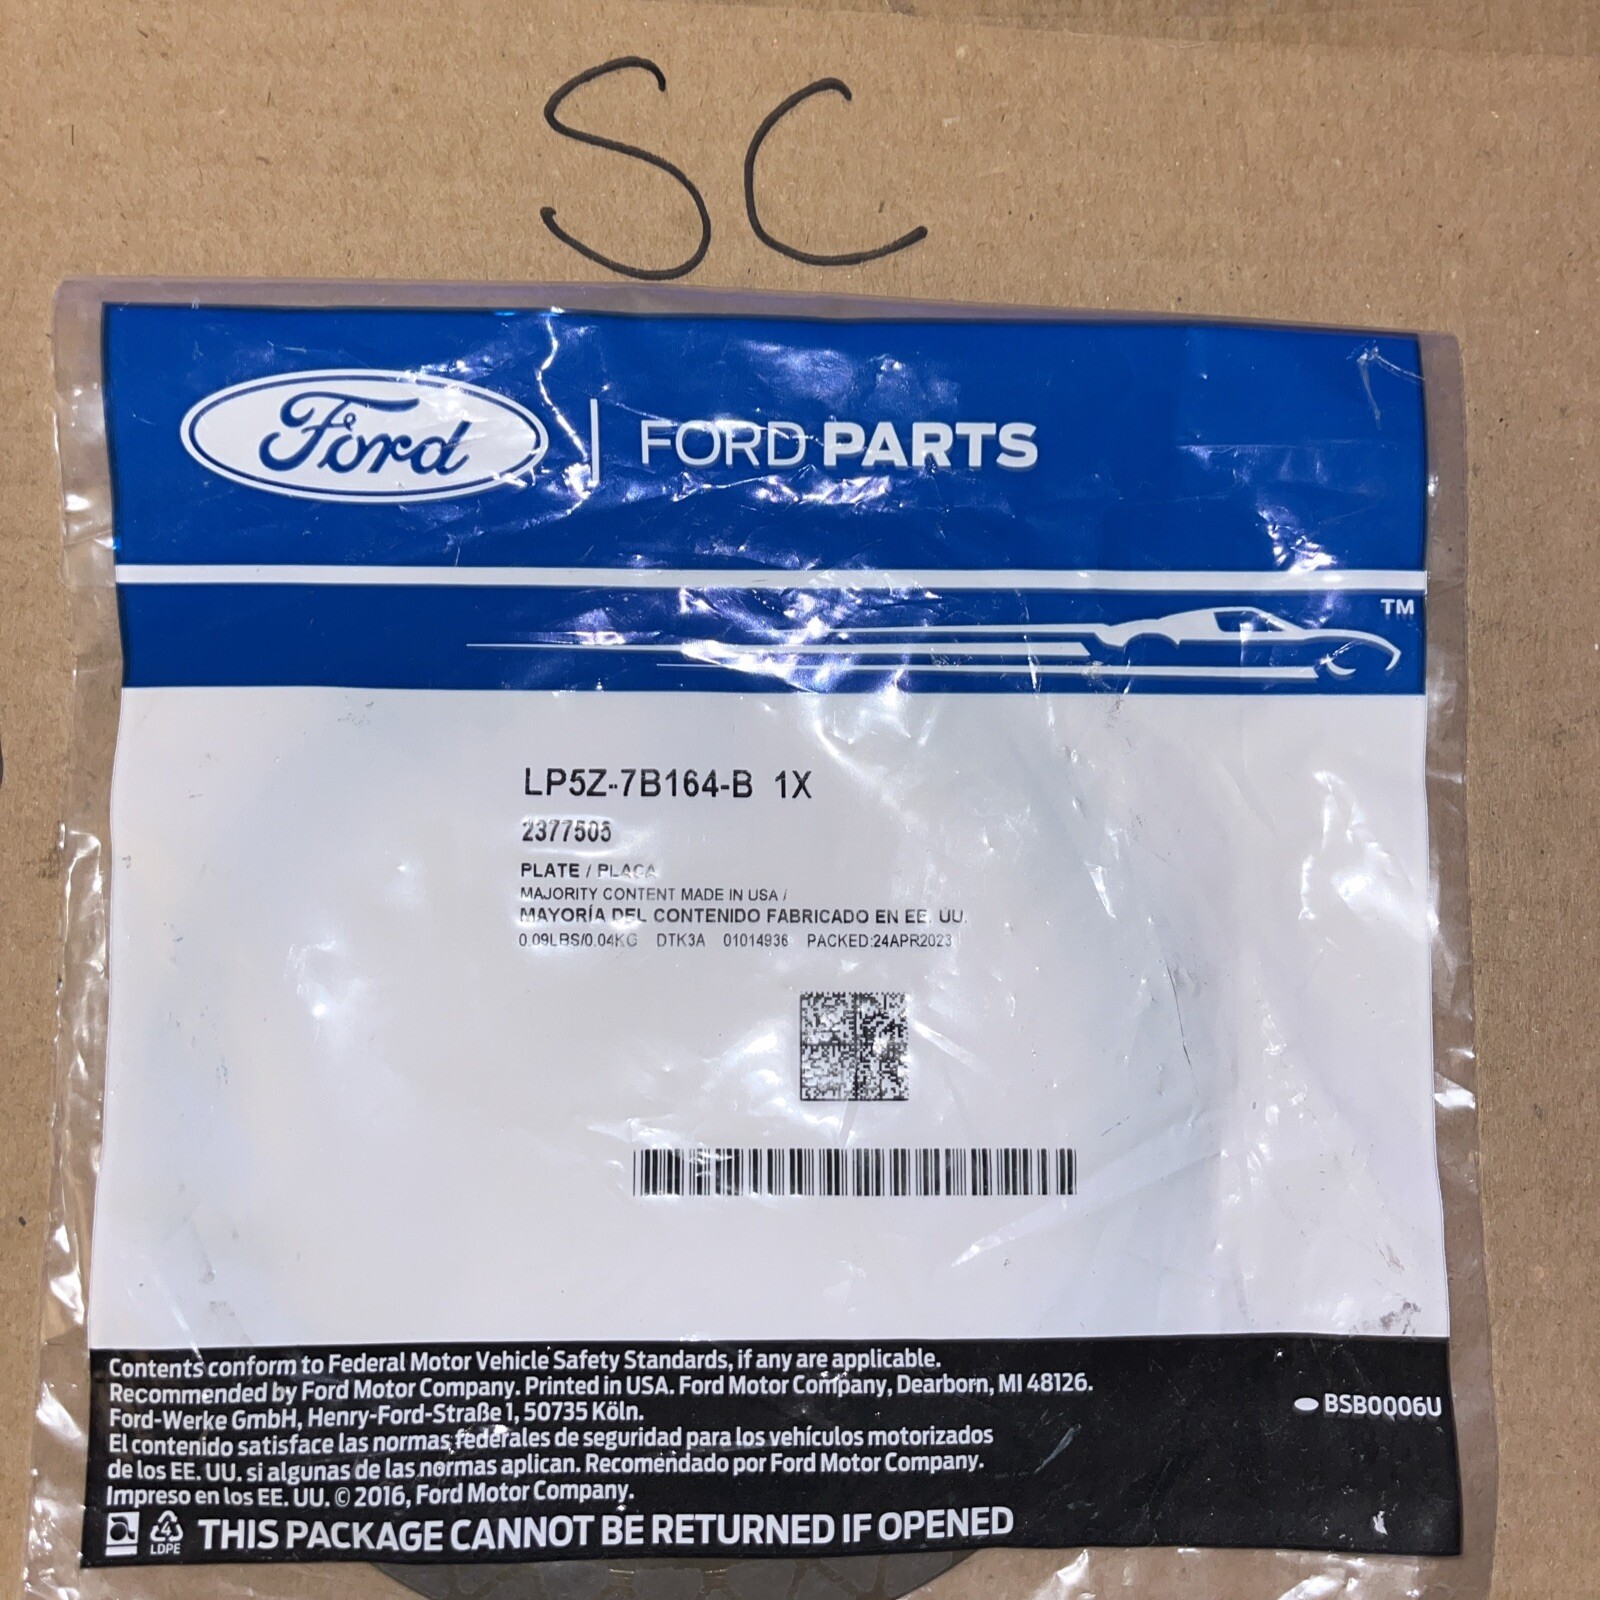 SC
Ford FORD PARTS
TM
LP5Z-7B164-B 1X
2377505
PLATE / PLACA
MAJORITY CONTENT MADE IN USA /
MAYORÍA DEL CONTENIDO FABRICADO EN EE. UU.
0.09LBS/0.04KG DTK3A 01014936 PACKED:24APR2023
Contents conform to Federal Motor Vehicle Safety Standards, if any are applicable.
Recommended by Ford Motor Company. Printed in USA. Ford Motor Company, Dearborn, MI 48126.
Ford-Werke GmbH, Henry-Ford-Straße 1, 50735 Köln.
El contenido satisface las normas federales de seguridad para los vehículos motorizados
de los EE. UU. si algunas de las normas aplican. Recomendado por Ford Motor Company.
Impreso en los EE. UU. © 2016, Ford Motor Company.
BSB0006U
4 LDPE THIS PACKAGE CANNOT BE RETURNED IF OPENED